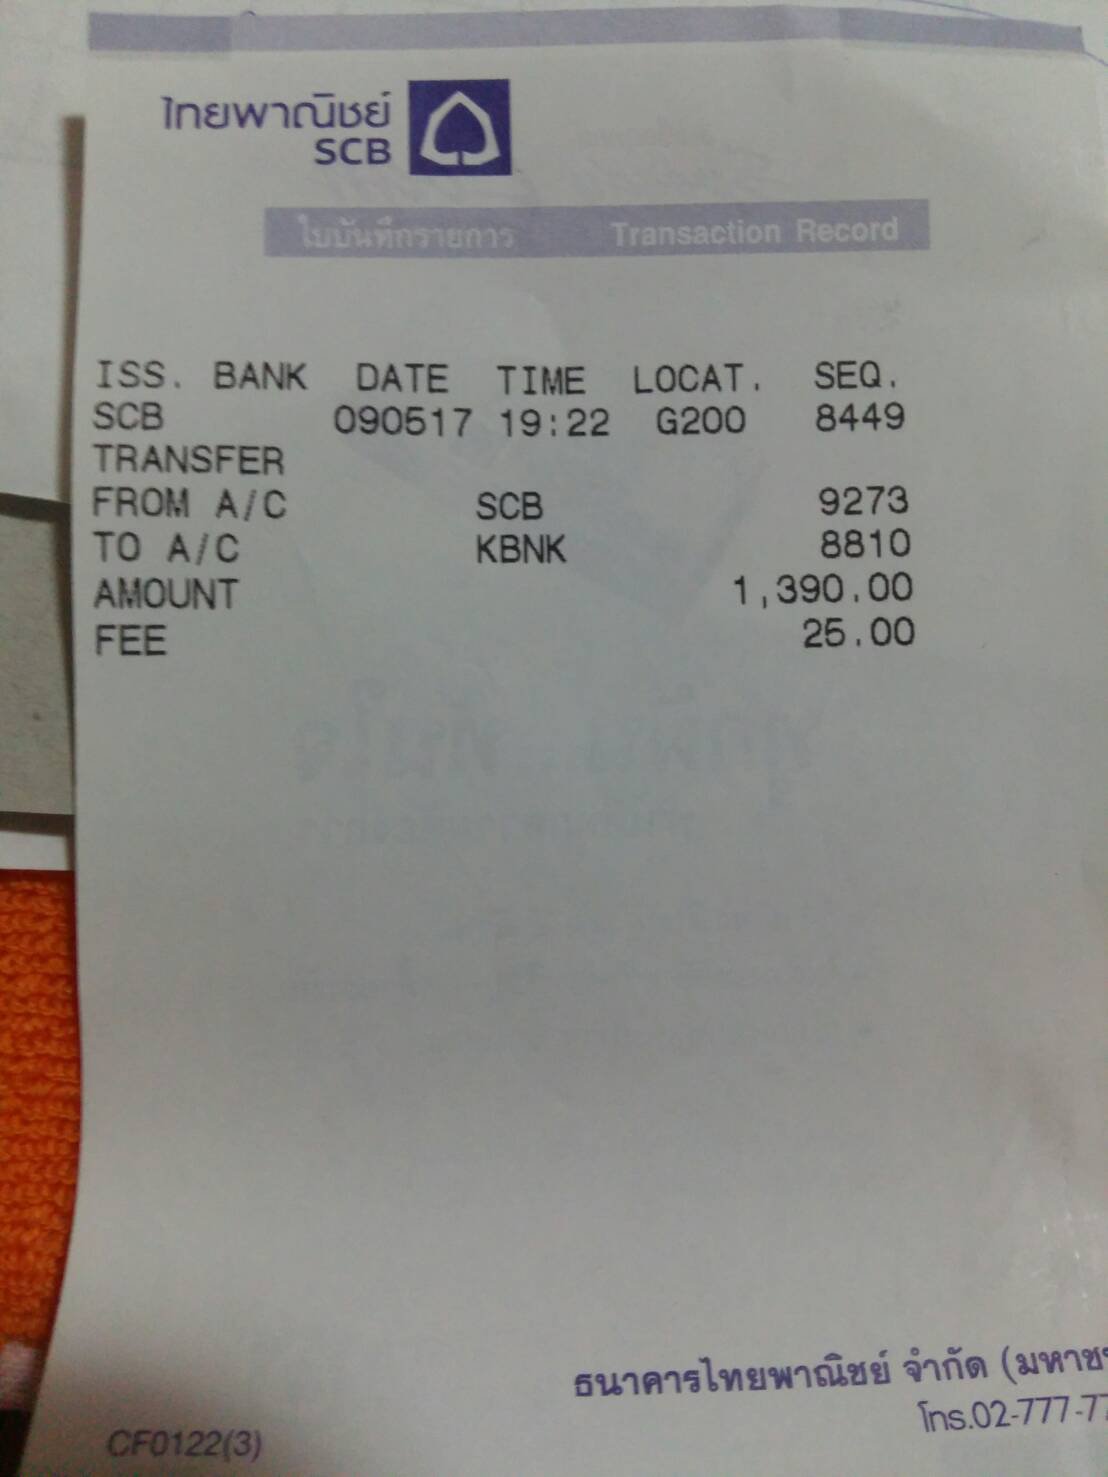 ไทยพาณิชย์
SCB
ใบบันทึกรายการ Transaction Record
ISS. BANK DATE TIME LOCAT. SEQ.
SCB 090517 19:22 G200 8449
TRANSFER
FROM A/C SCB 9273
TO A/C KBNK 8810
AMOUNT 1,390.00
FEE 25.00
ธนาคารไทยพาณิชย์ จำกัด (มหาช
โทร.02-777-77
CF0122(3)